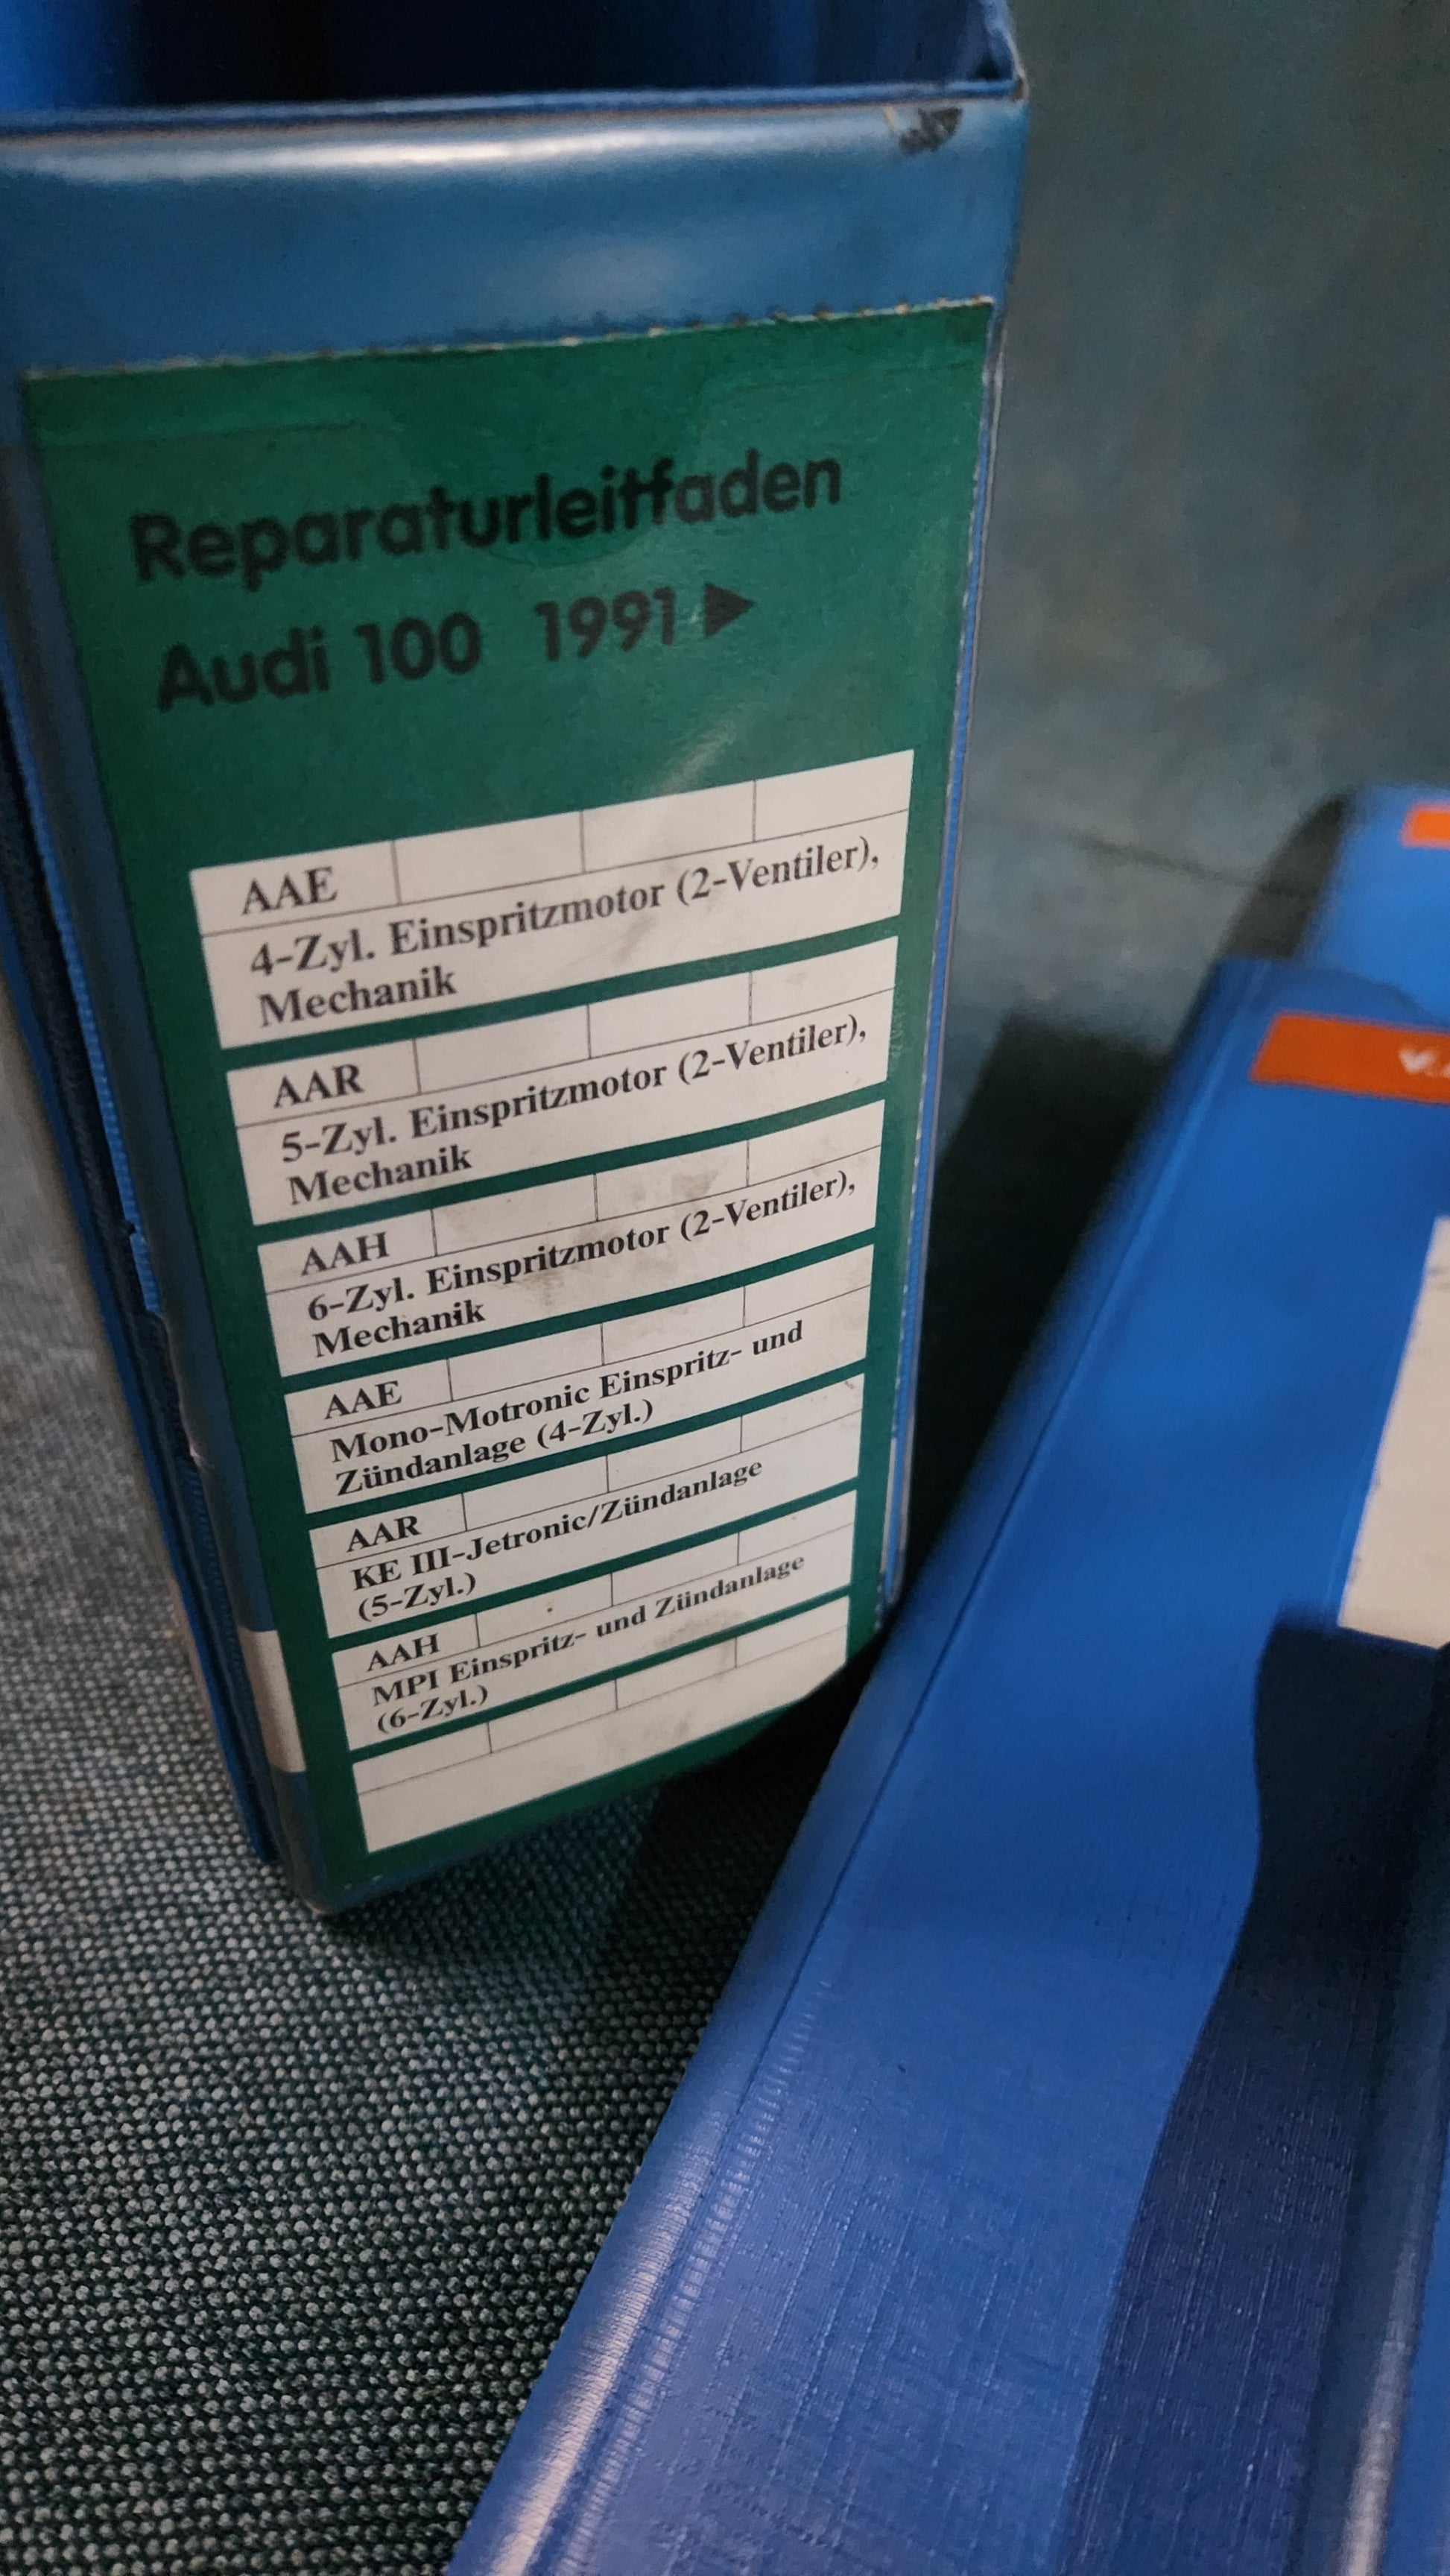 Reparaturleitfaden
Audi 100 1991 ▶
AAE
4-Zyl. Einspritzmotor (2-Ventiler),
Mechanik
AAR
5-Zyl. Einspritzmotor (2-Ventiler),
Mechanik
AAH
6-Zyl. Einspritzmotor (2-Ventiler),
Mechanik
AAE
Mono-Motronic Einspritz- und
Zündanlage (4-Zyl.)
AAR
KE III-Jetronic/Zündanlage
(5-Zyl.)
AAH
MPI Einspritz- und Zündanlage
(6-Zyl.)